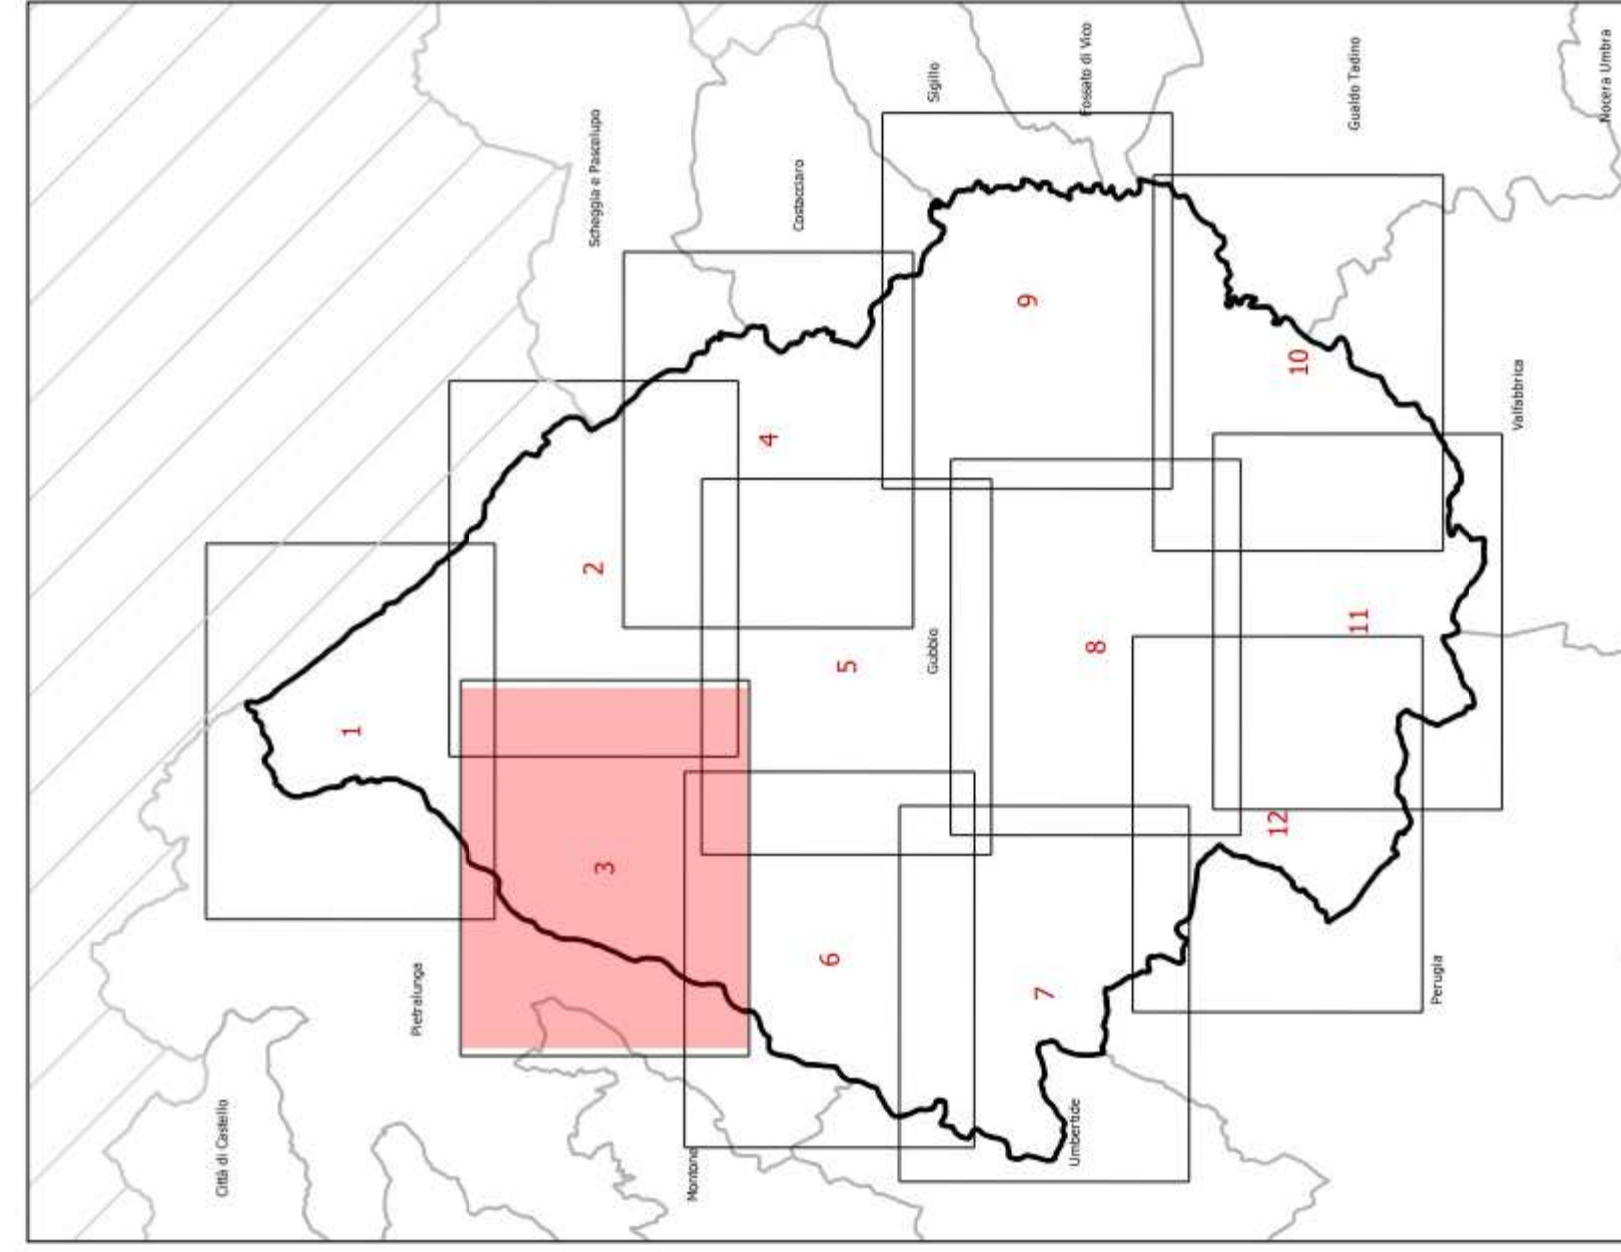 Città di Castello
Pietralunga
Scheggia e Pascelupo
Costacciaro
Sigillo
Fossato di Vico
Gualdo Tadino
Nocera Umbra
Montone
Umbertide
Gubbio
Perugia
Valfabbrica
1
2
3
4
5
6
7
8
9
10
11
12